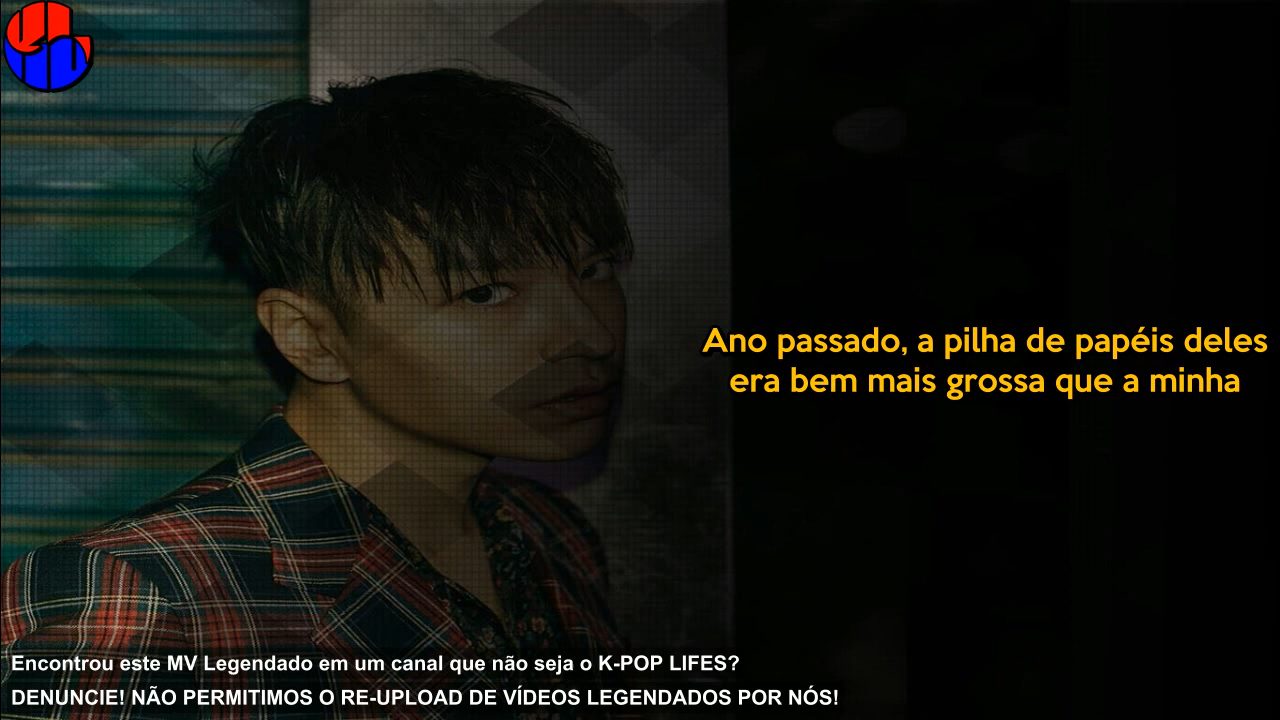 Ano passado, a pilha de papéis deles
era bem mais grossa que a minha
Encontrou este MV Legendado em um canal que não seja o K-POP LIFES?
DENUNCIE! NÃO PERMITIMOS O RE-UPLOAD DE VÍDEOS LEGENDADOS POR NÓS!